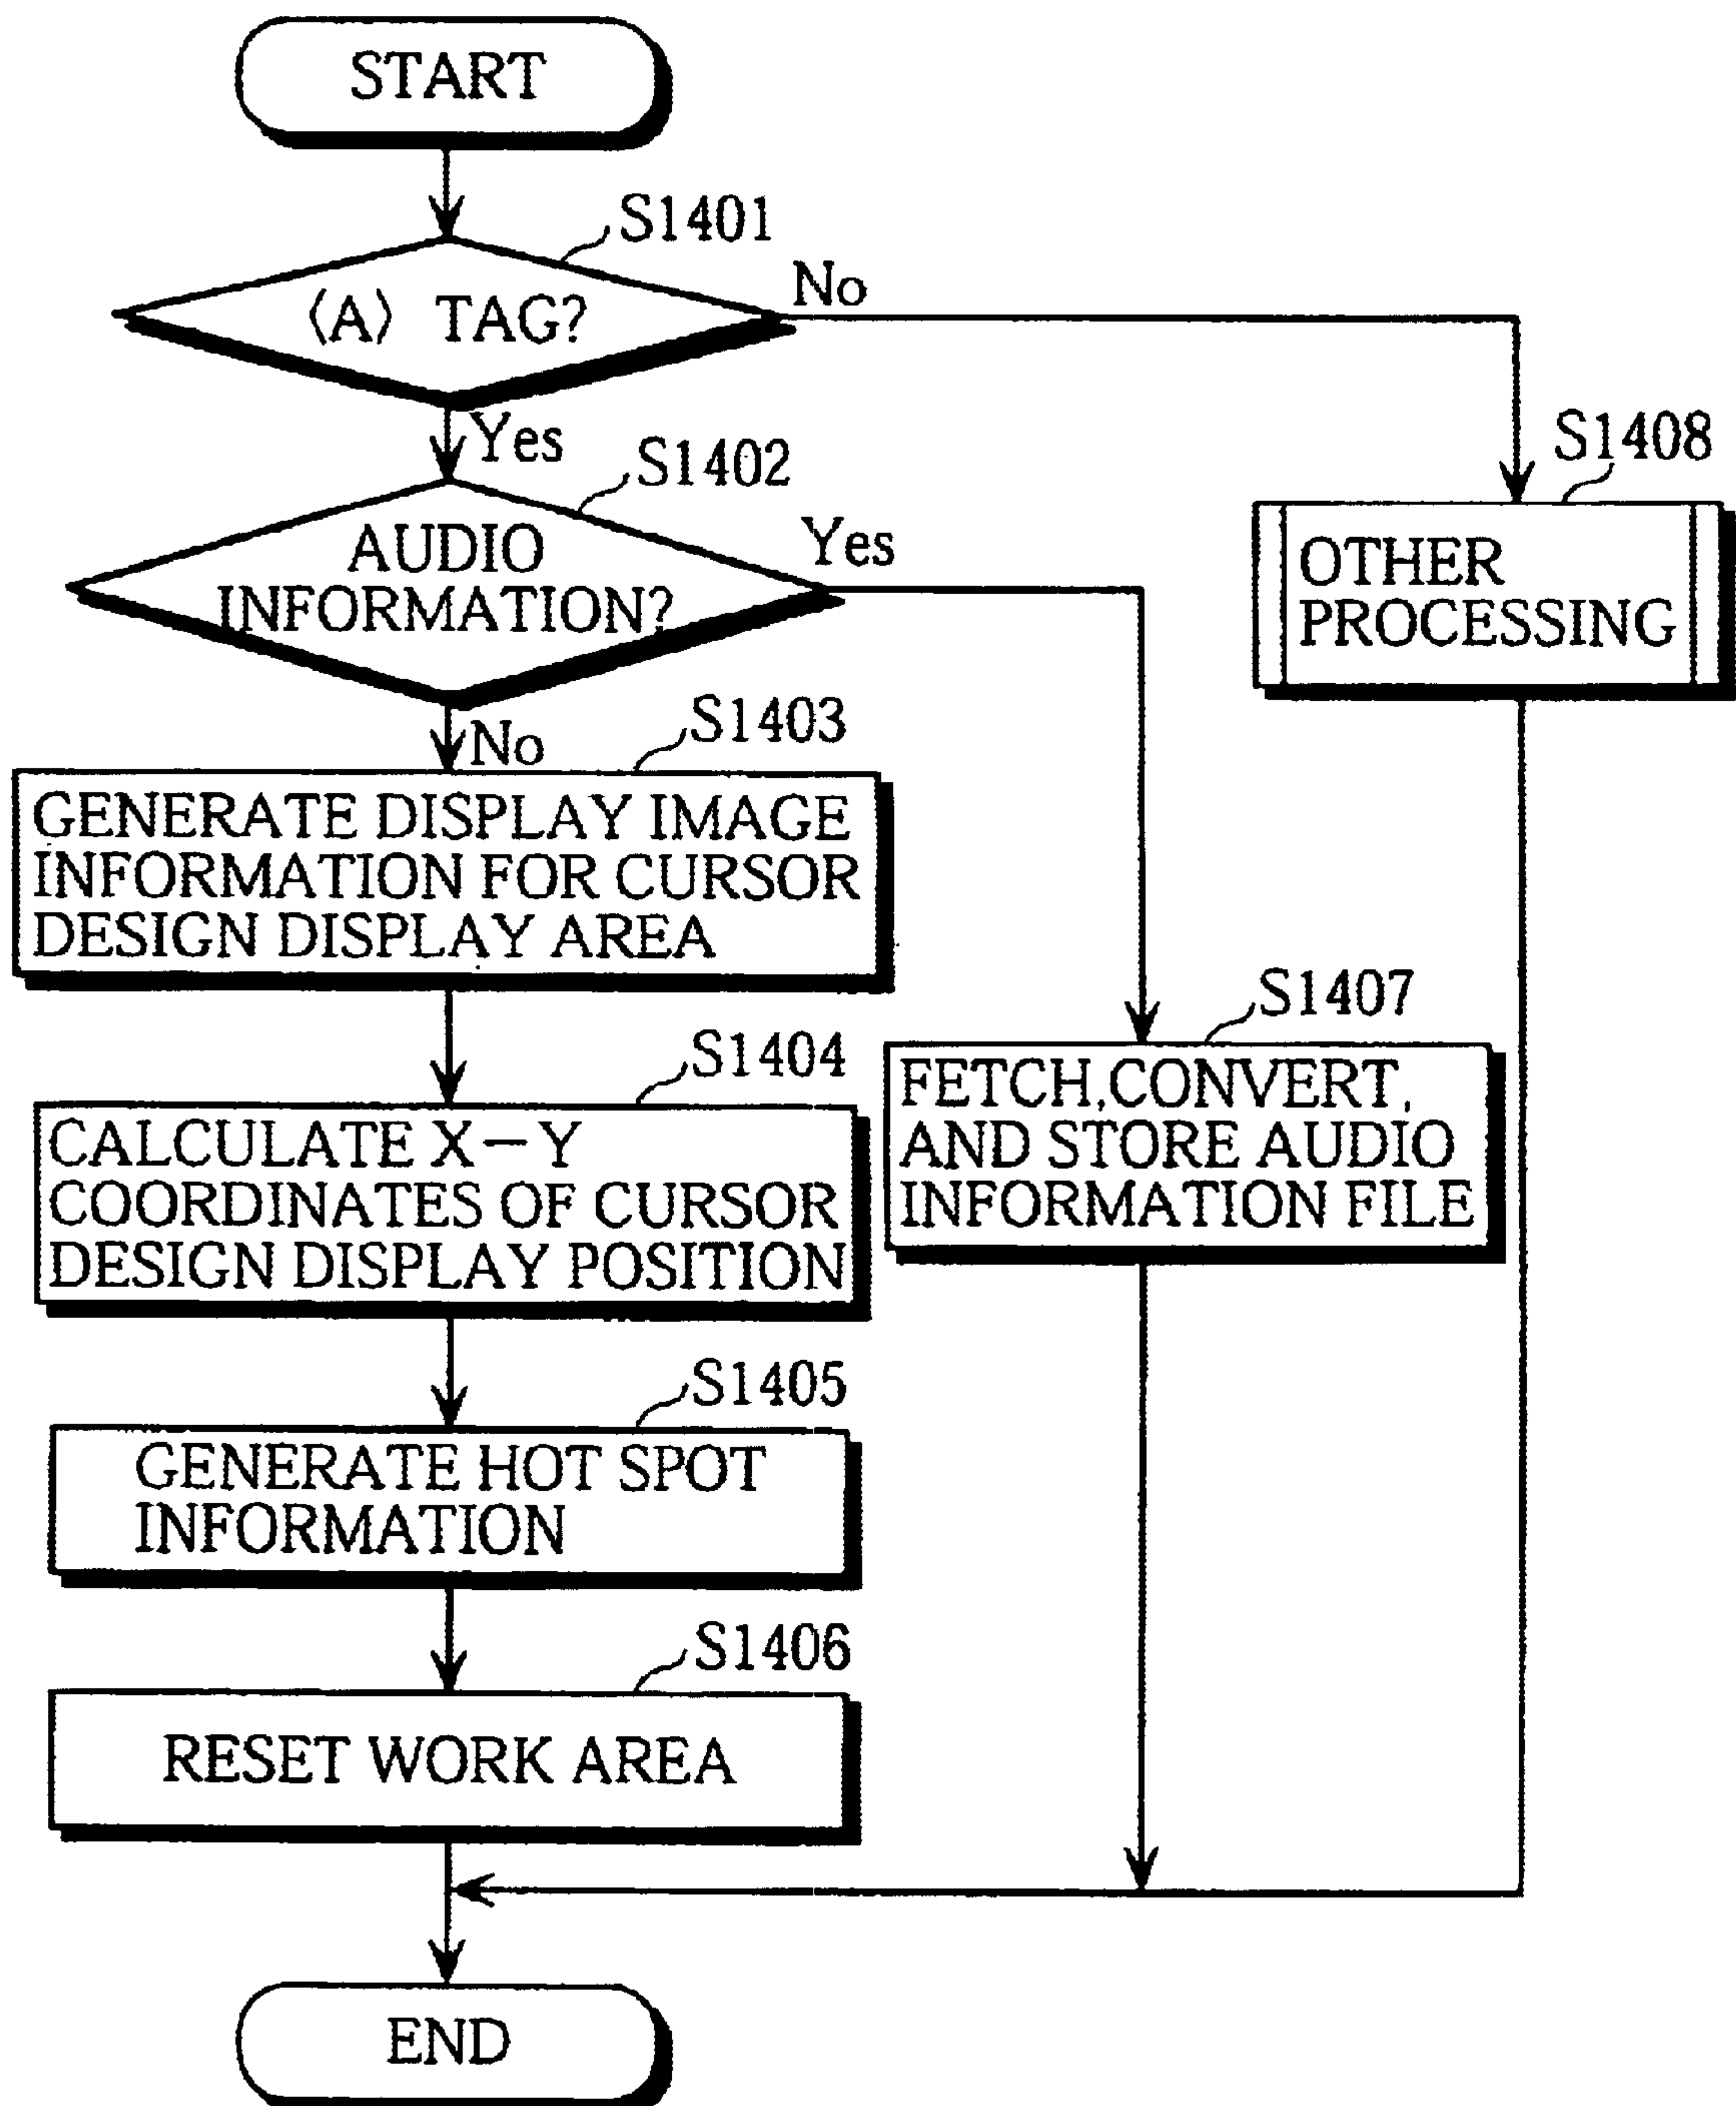 START
S1401
⟨A⟩ TAG?
No
Yes
S1402
AUDIO
INFORMATION?
Yes
No
S1408
OTHER
PROCESSING
S1403
GENERATE DISPLAY IMAGE
INFORMATION FOR CURSOR
DESIGN DISPLAY AREA
S1404
CALCULATE X-Y
COORDINATES OF CURSOR
DESIGN DISPLAY POSITION
S1407
FETCH,CONVERT,
AND STORE AUDIO
INFORMATION FILE
S1405
GENERATE HOT SPOT
INFORMATION
S1406
RESET WORK AREA
END